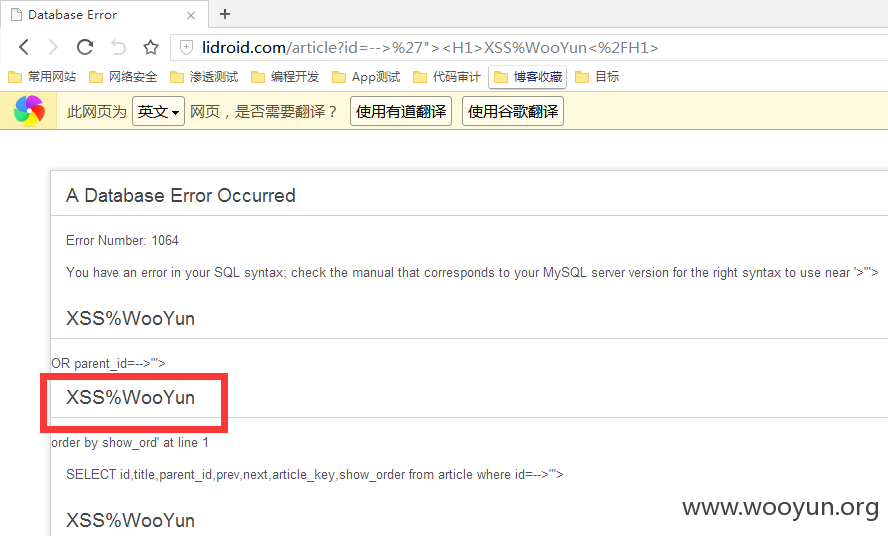 Database Error
lidroid.com/article?id=-->%27"><H1>XSS%WooYun<%2FH1>
常用网站 网络安全 渗透测试 编程开发 App测试 代码审计 博客收藏 目标
此网页为 英文 网页，是否需要翻译？ 使用有道翻译 使用谷歌翻译
A Database Error Occurred
Error Number: 1064
You have an error in your SQL syntax; check the manual that corresponds to your MySQL server version for the right syntax to use near '>'">
XSS%WooYun
OR parent_id=-->'">
XSS%WooYun
order by show_ord' at line 1
SELECT id,title,parent_id,prev,next,article_key,show_order from article where id=-->'">
XSS%WooYun
www.wooyun.org